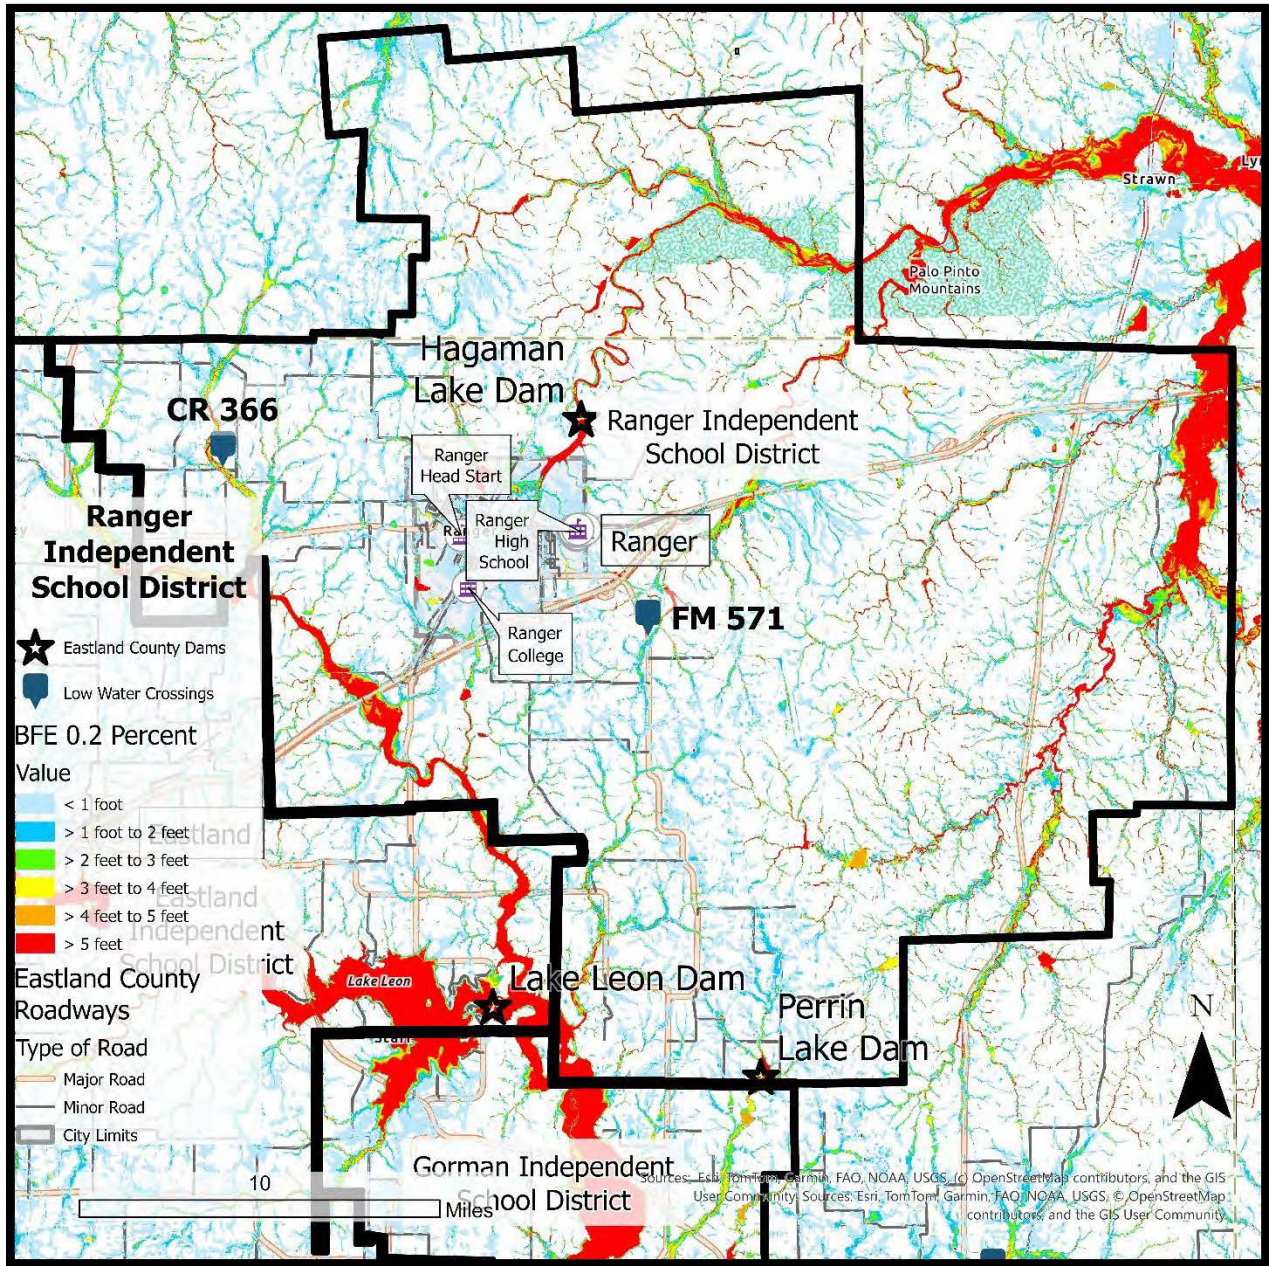 Strawn
Palo Pinto
Mountains
Hagaman
Lake Dam
CR 366
Ranger Independent
School District
Ranger
Head Start
Ranger
High
School
Ranger
Ranger
Independent
School District
FM 571
Ranger
College
Eastland County Dams
Low Water Crossings
BFE 0.2 Percent
Value
< 1 foot
> 1 foot to 2 feet
> 2 feet to 3 feet
> 3 feet to 4 feet
> 4 feet to 5 feet
> 5 feet
Eastland
Eastland
Independent
School District
Eastland County
Roadways
Type of Road
Major Road
Minor Road
City Limits
Lake Leon
Lake Leon Dam
Perrin
Lake Dam
N
Gorman Independent
School District
10
Miles
Sources: Esri, TomTom, Garmin, FAO, NOAA, USGS, (c) OpenStreetMap contributors, and the GIS
User Community, Sources: Esri, TomTom, Garmin, FAO, NOAA, USGS, © OpenStreetMap
contributors, and the GIS User Community